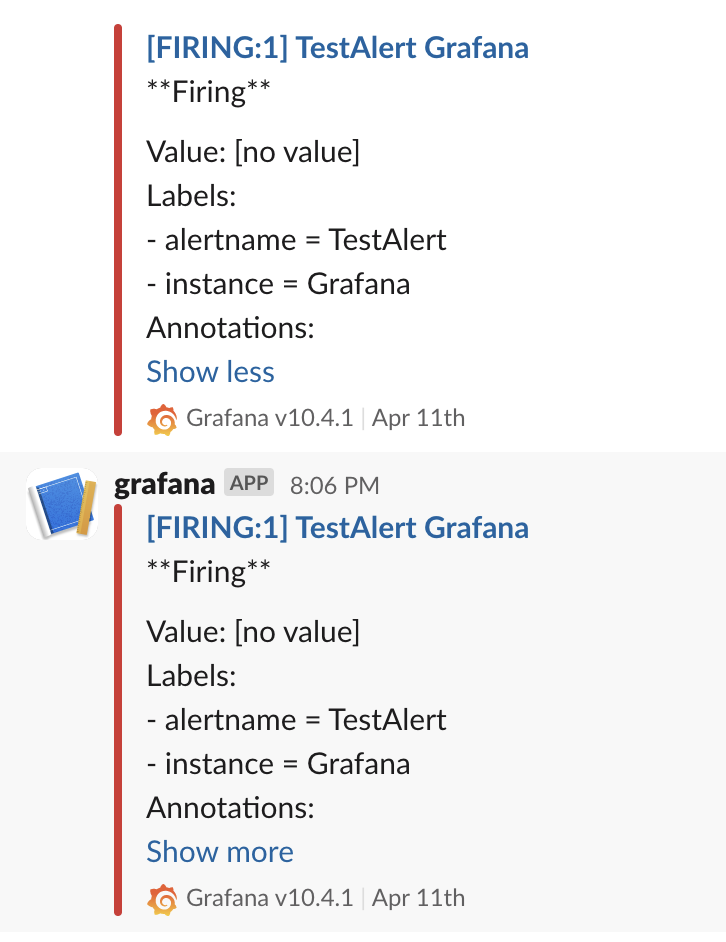 [FIRING:1] TestAlert Grafana
**Firing**
Value: [no value]
Labels:
- alertname = TestAlert
- instance = Grafana
Annotations:
Show less
Grafana v10.4.1 | Apr 11th
grafana APP 8:06 PM
[FIRING:1] TestAlert Grafana
**Firing**
Value: [no value]
Labels:
- alertname = TestAlert
- instance = Grafana
Annotations:
Show more
Grafana v10.4.1 | Apr 11th